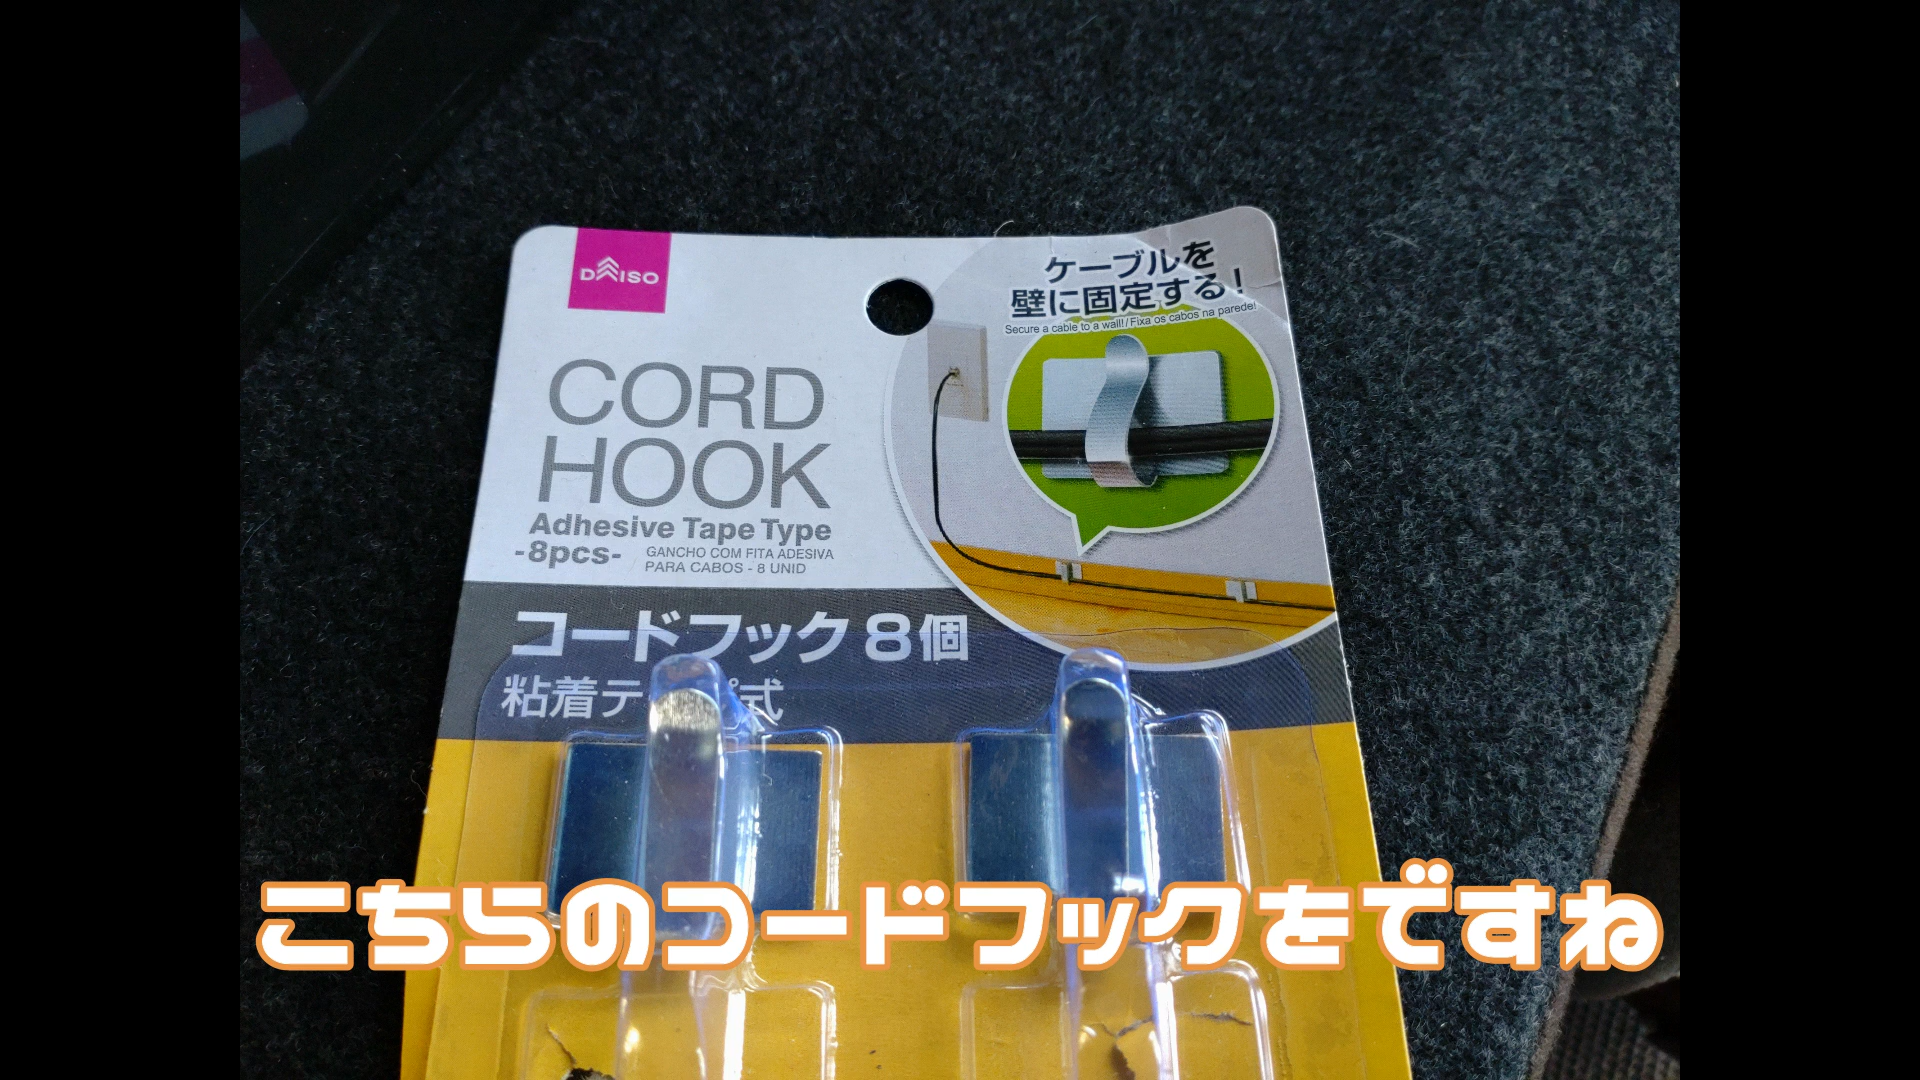 DAISO
ケーブルを
壁に固定する!
Secure a cable to a wall!/Fixa os cabos na parede!
CORD
HOOK
Adhesive Tape Type
-8pcs-
GANCHO COM FITA ADESIVA
PARA CABOS - 8 UNID
コードフック8個
粘着テープ式
こちらのコードフックをですね